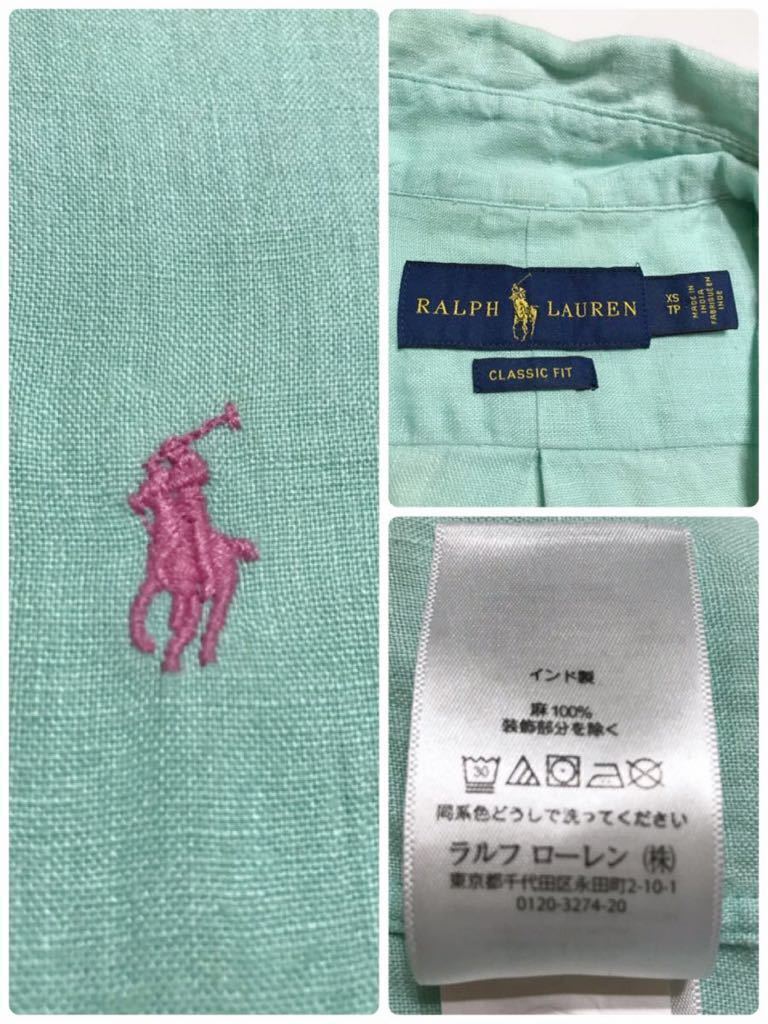 RALPH LAUREN
XS
TP
MADE IN
INDIA
FABRIQUÉ EN
INDE
CLASSIC FIT
インド製
麻100%
装飾部分を除く
30
同系色どうしで洗ってください
ラルフ ローレン (株)
東京都千代田区永田町2-10-1
0120-3274-20